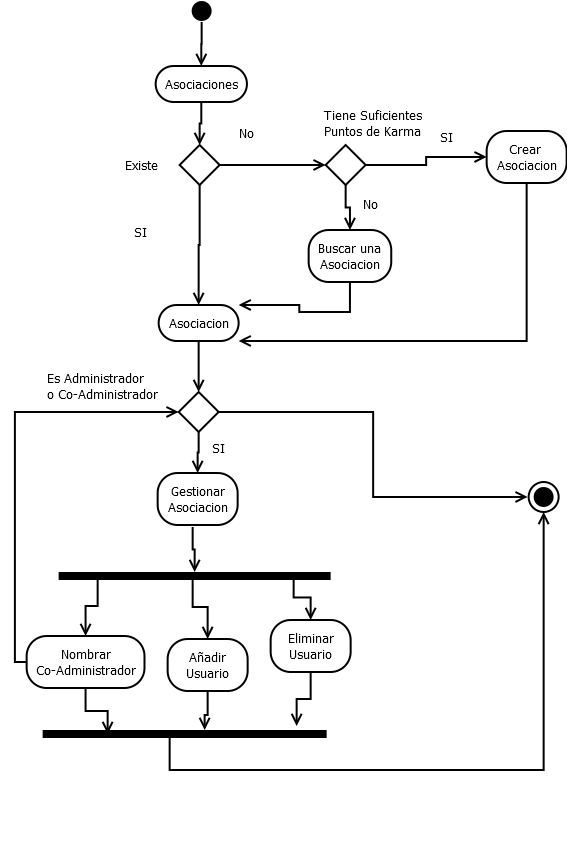 Asociaciones
No
Tiene Suficientes
Puntos de Karma
SI
Crear
Asociacion
Existe
No
SI
Buscar una
Asociacion
Asociacion
Es Administrador
o Co-Administrador
SI
Gestionar
Asociacion
Nombrar
Co-Administrador
Añadir
Usuario
Eliminar
Usuario